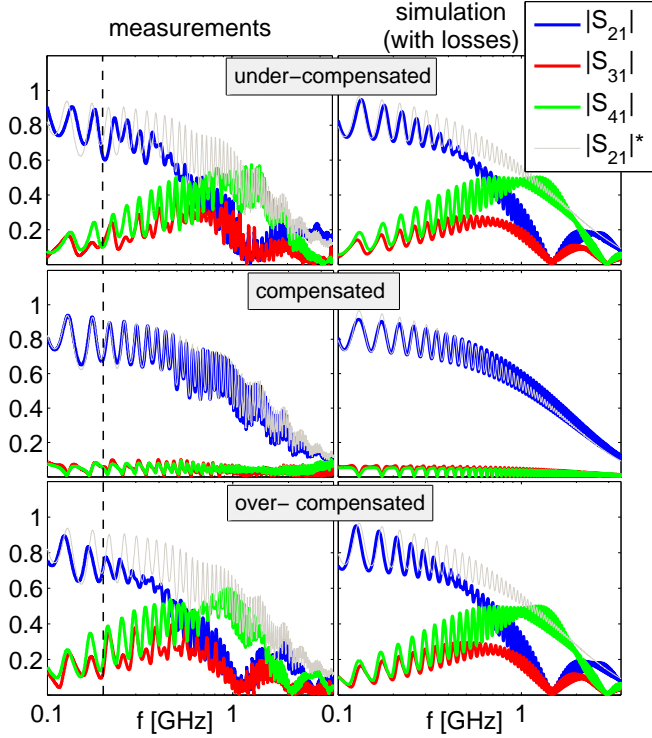 measurements
simulation
(with losses)
|S21|
|S31|
|S41|
|S21|*
under−compensated
1
0.8
0.6
0.4
0.2
compensated
1
0.8
0.6
0.4
0.2
over− compensated
1
0.8
0.6
0.4
0.2
0.1 f [GHz] 1 0.1 f [GHz] 1